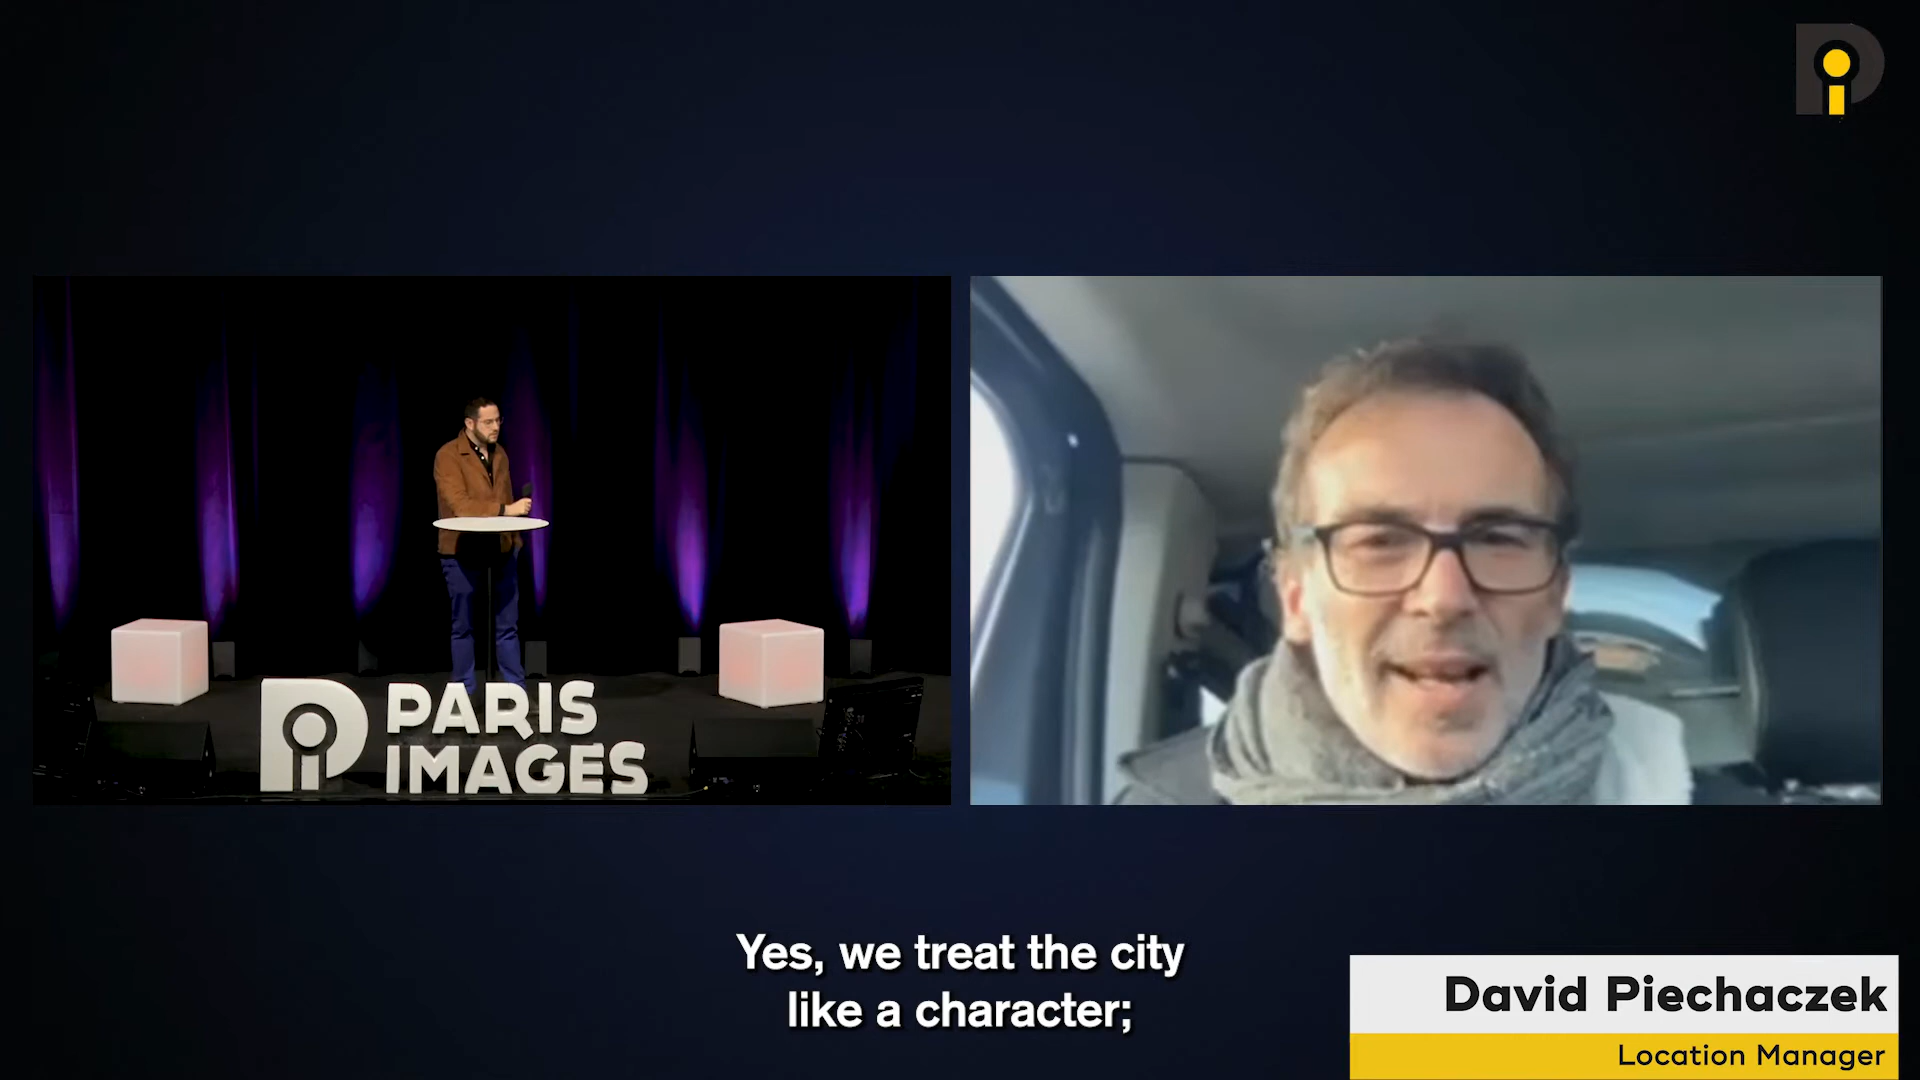 PARIS
IMAGES
Yes, we treat the city
like a character;
David Piechaczek
Location Manager